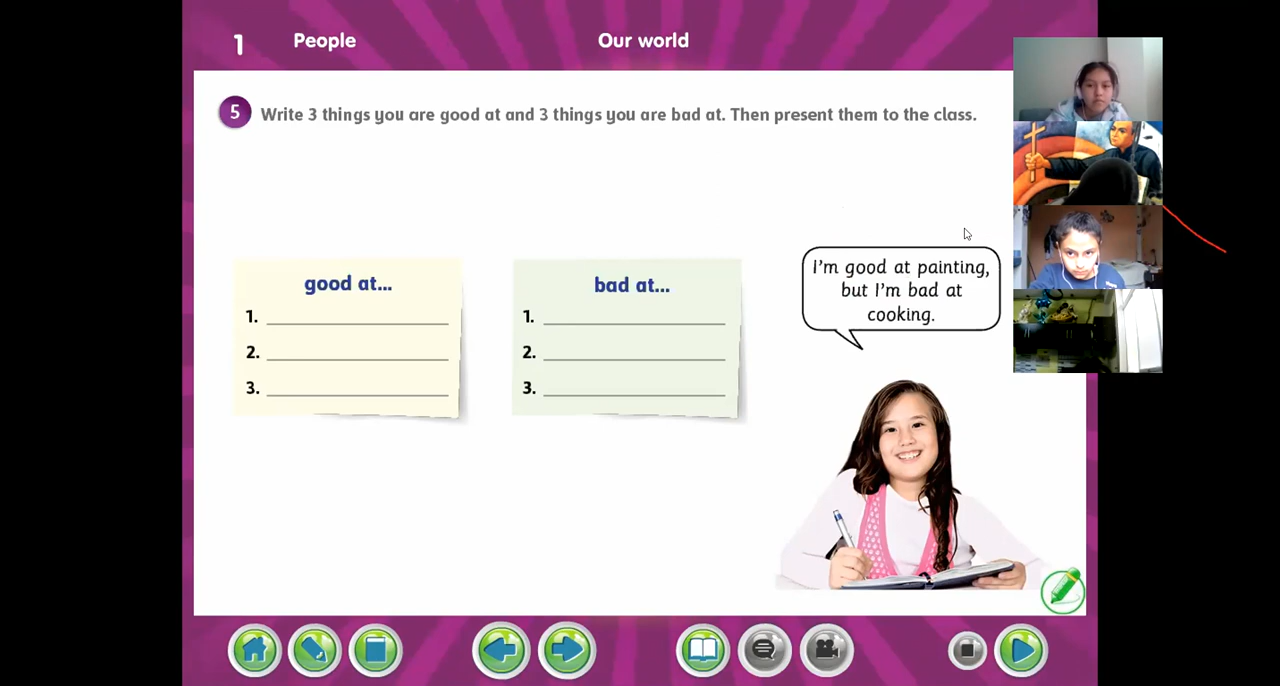 1 People Our world
5 Write 3 things you are good at and 3 things you are bad at. Then present them to the class.
good at...
1.
2.
3.
bad at...
1.
2.
3.
I'm good at painting,
but I'm bad at
cooking.